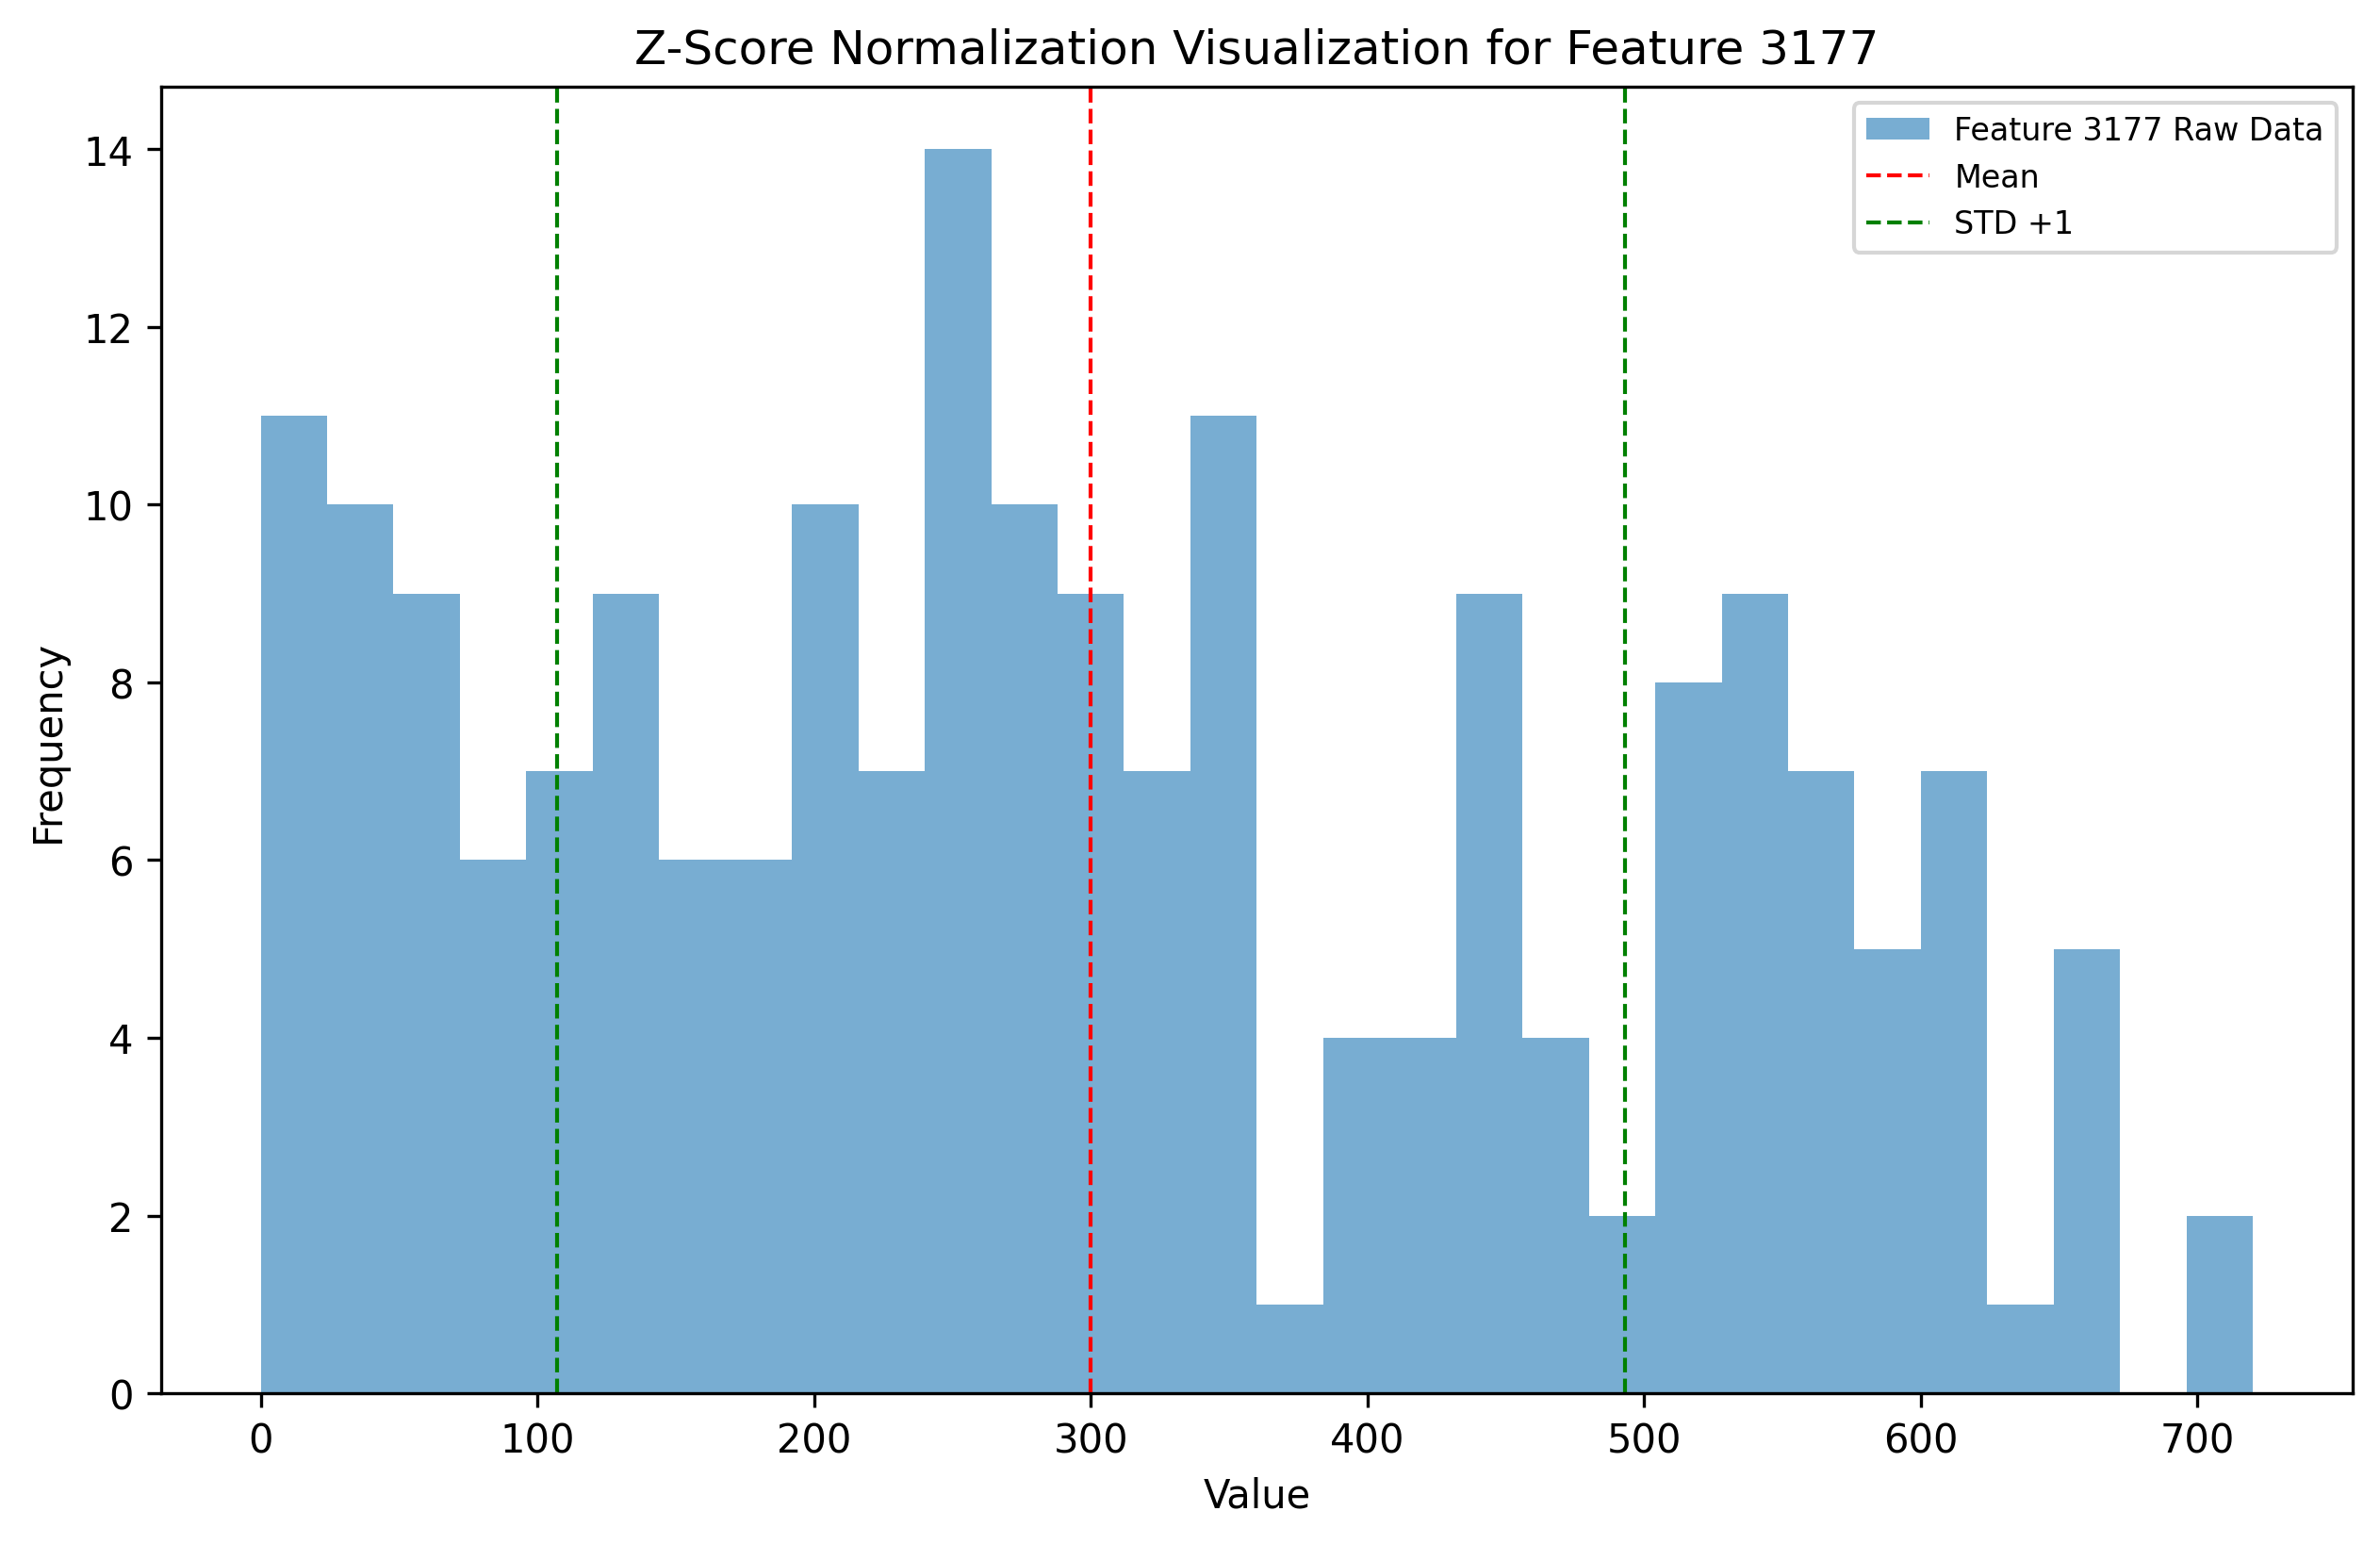 Z-Score Normalization Visualization for Feature 3177
Feature 3177 Raw Data
Mean
STD +1
14
12
10
8
6
4
2
0
Frequency
0 100 200 300 400 500 600 700
Value